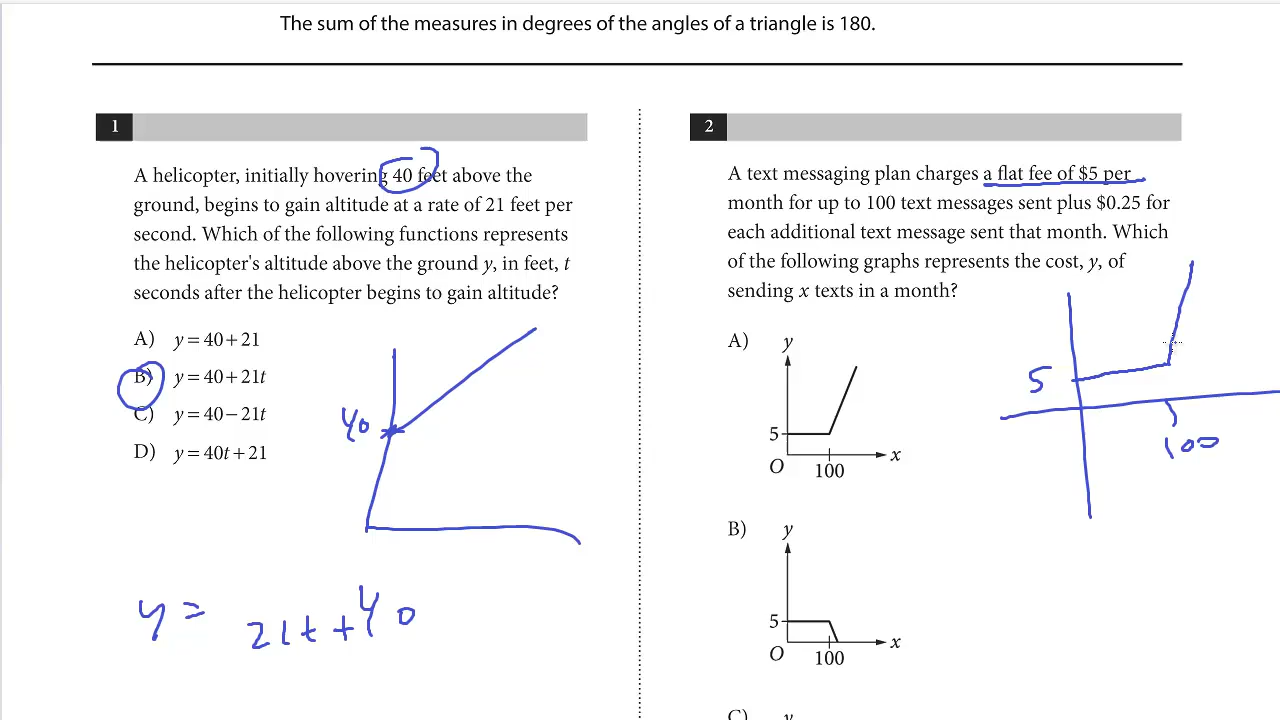 The sum of the measures in degrees of the angles of a triangle is 180.
1
A helicopter, initially hovering 40 feet above the
ground, begins to gain altitude at a rate of 21 feet per
second. Which of the following functions represents
the helicopter's altitude above the ground y, in feet, t
seconds after the helicopter begins to gain altitude?
A) y = 40 + 21
B) y = 40 + 21t
C) y = 40 − 21t
D) y = 40t + 21
40
y =
21t + 40
2
A text messaging plan charges a flat fee of $5 per
month for up to 100 text messages sent plus $0.25 for
each additional text message sent that month. Which
of the following graphs represents the cost, y, of
sending x texts in a month?
A)
y
5
O
100
x
5
100
B)
y
5
O
100
x
C)
y